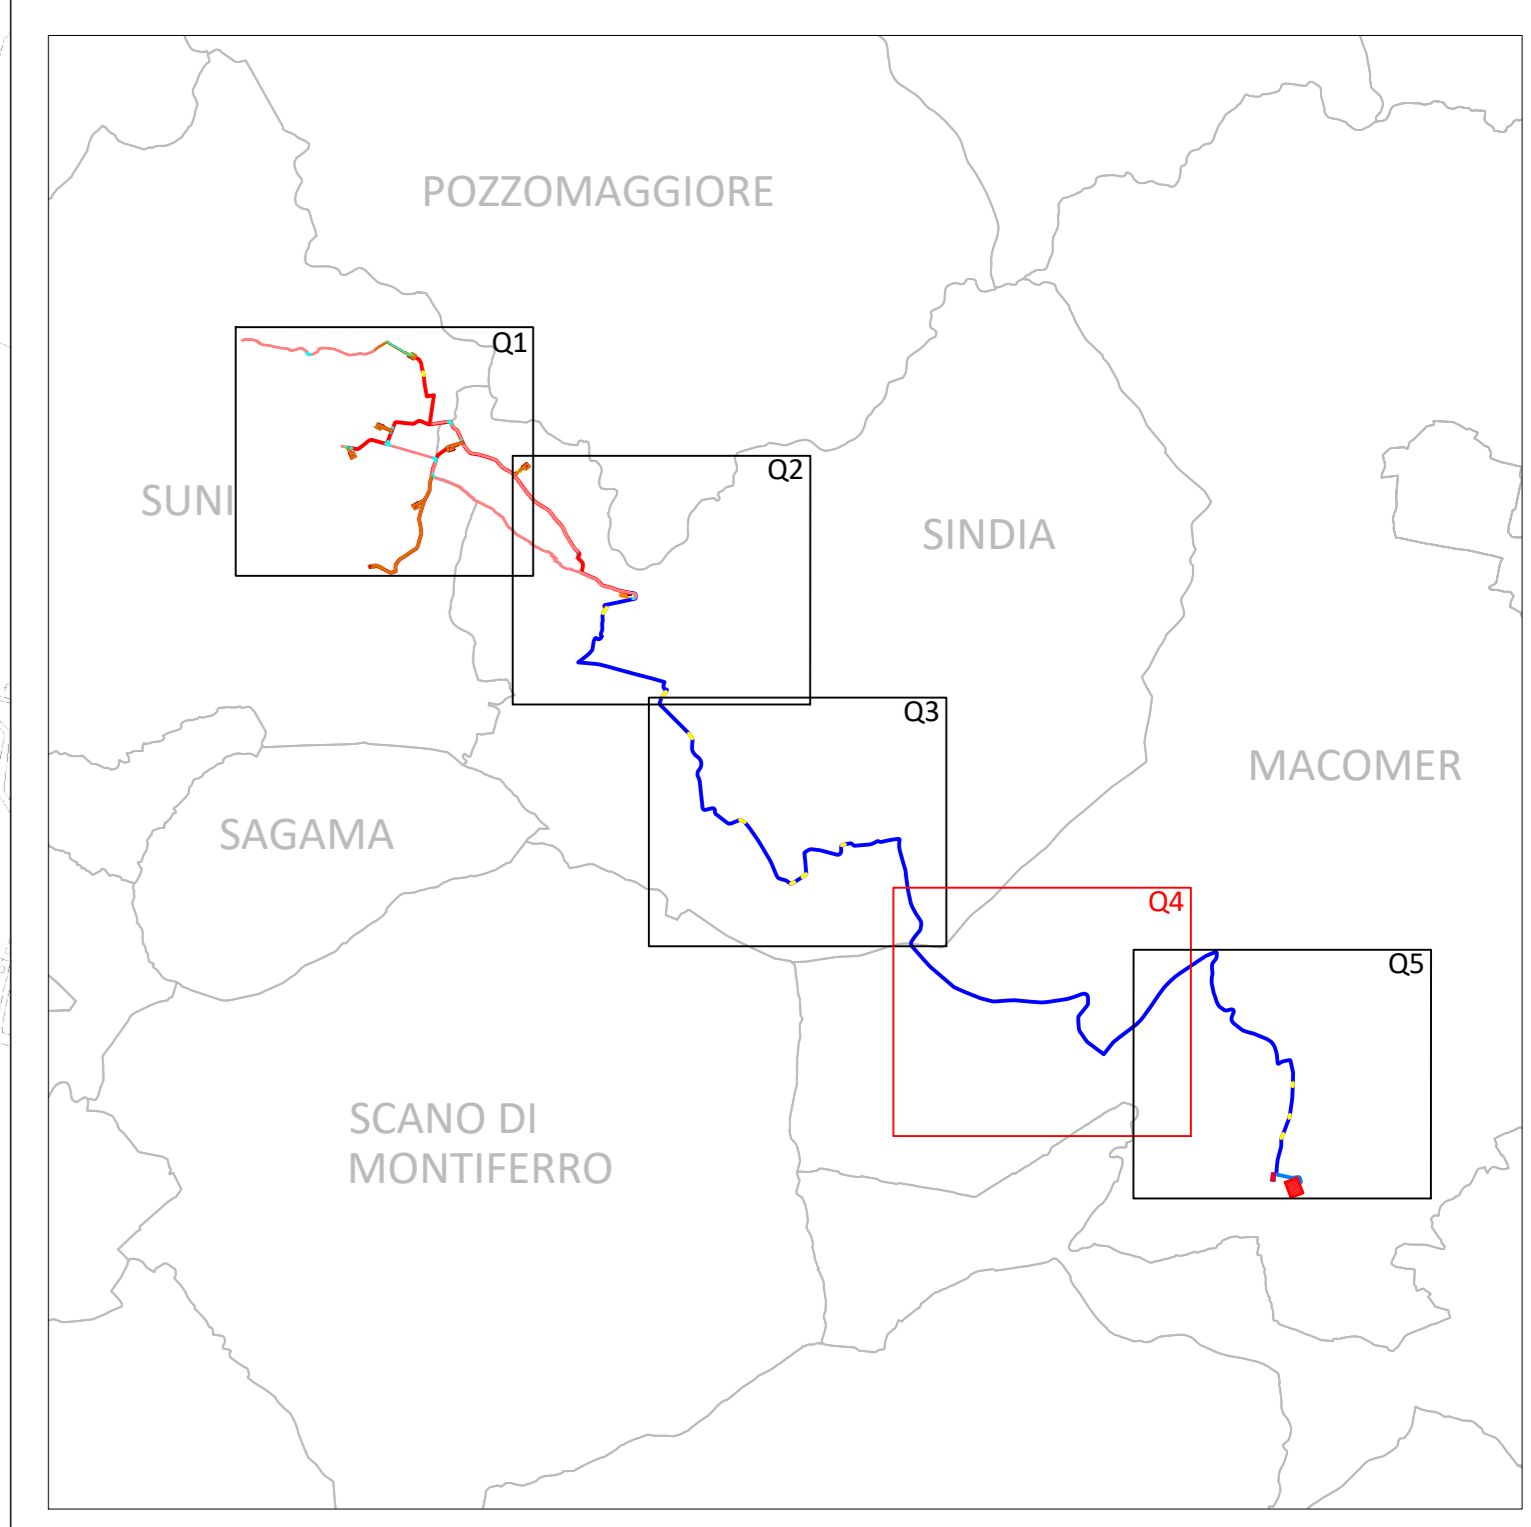 POZZOMAGGIORE
Q1
Q2
SUNI
SINDIA
Q3
MACOMER
SAGAMA
Q4
Q5
SCANO DI
MONTIFERRO